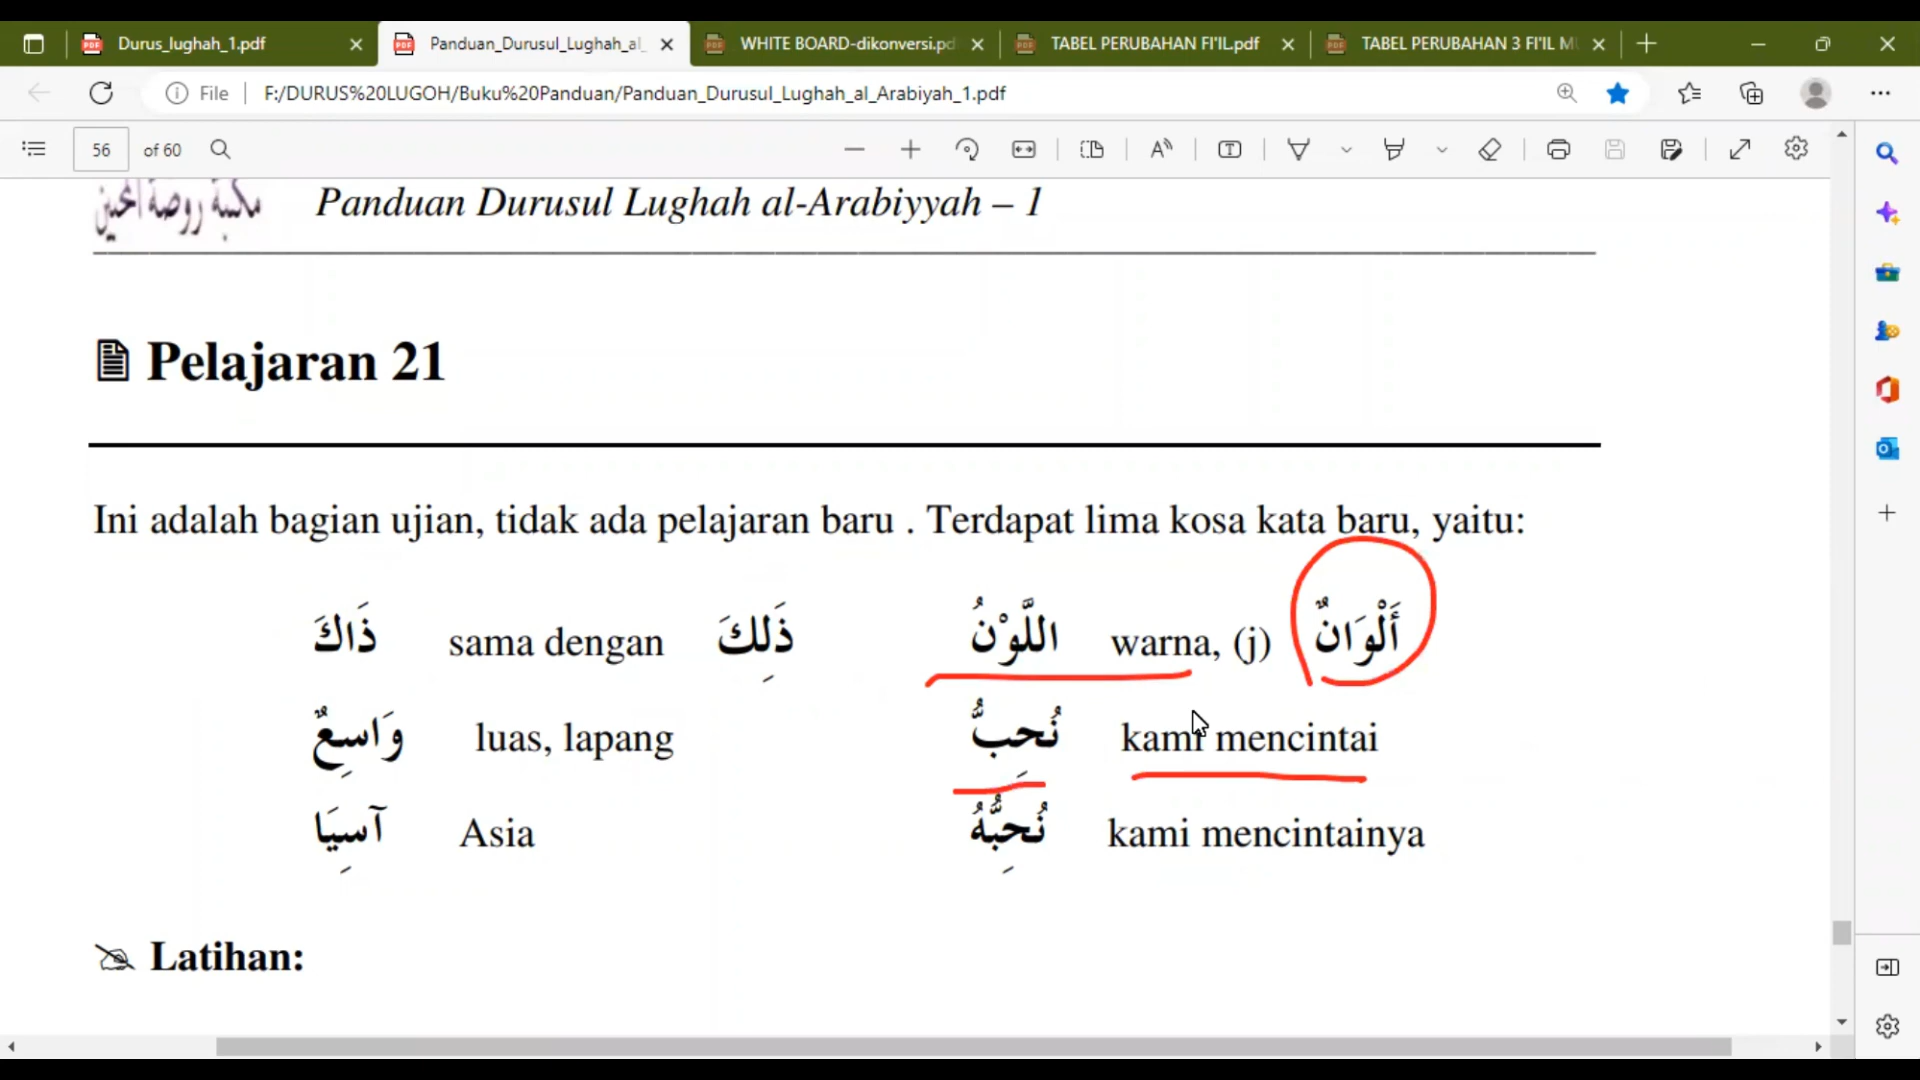 Durus_lughah_1.pdf
Panduan_Durusul_Lughah_al_
WHITE BOARD-dikonversi.pd
TABEL PERUBAHAN FI'IL.pdf
TABEL PERUBAHAN 3 FI'IL M
File
F:/DURUS%20LUGOH/Buku%20Panduan/Panduan_Durusul_Lughah_al_Arabiyah_1.pdf
56 of 60
مكتبة روضة المحبين Panduan Durusul Lughah al-Arabiyyah – 1
Pelajaran 21
Ini adalah bagian ujian, tidak ada pelajaran baru . Terdapat lima kosa kata baru, yaitu:
ذَاكَ sama dengan ذَلِكَ اللَّوْنُ warna, (j) أَلْوَانٌ
وَاسِعٌ luas, lapang نُحِبُّ kami mencintai
آسِيَا Asia نُحِبُّهُ kami mencintainya
Latihan: